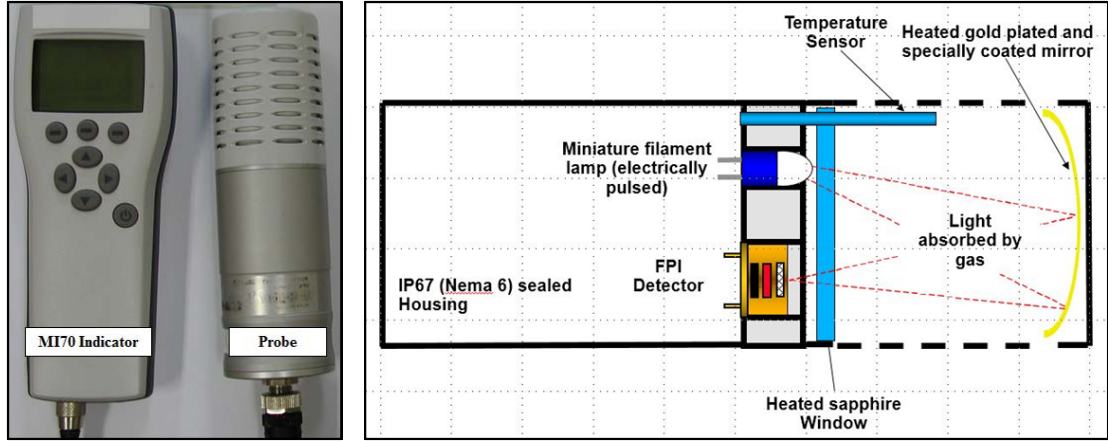 MI70 Indicator
Probe
Temperature
Sensor
Heated gold plated and
specially coated mirror
Miniature filament
lamp (electrically
pulsed)
Light
absorbed by
gas
FPI
Detector
IP67 (Nema 6) sealed
Housing
Heated sapphire
Window